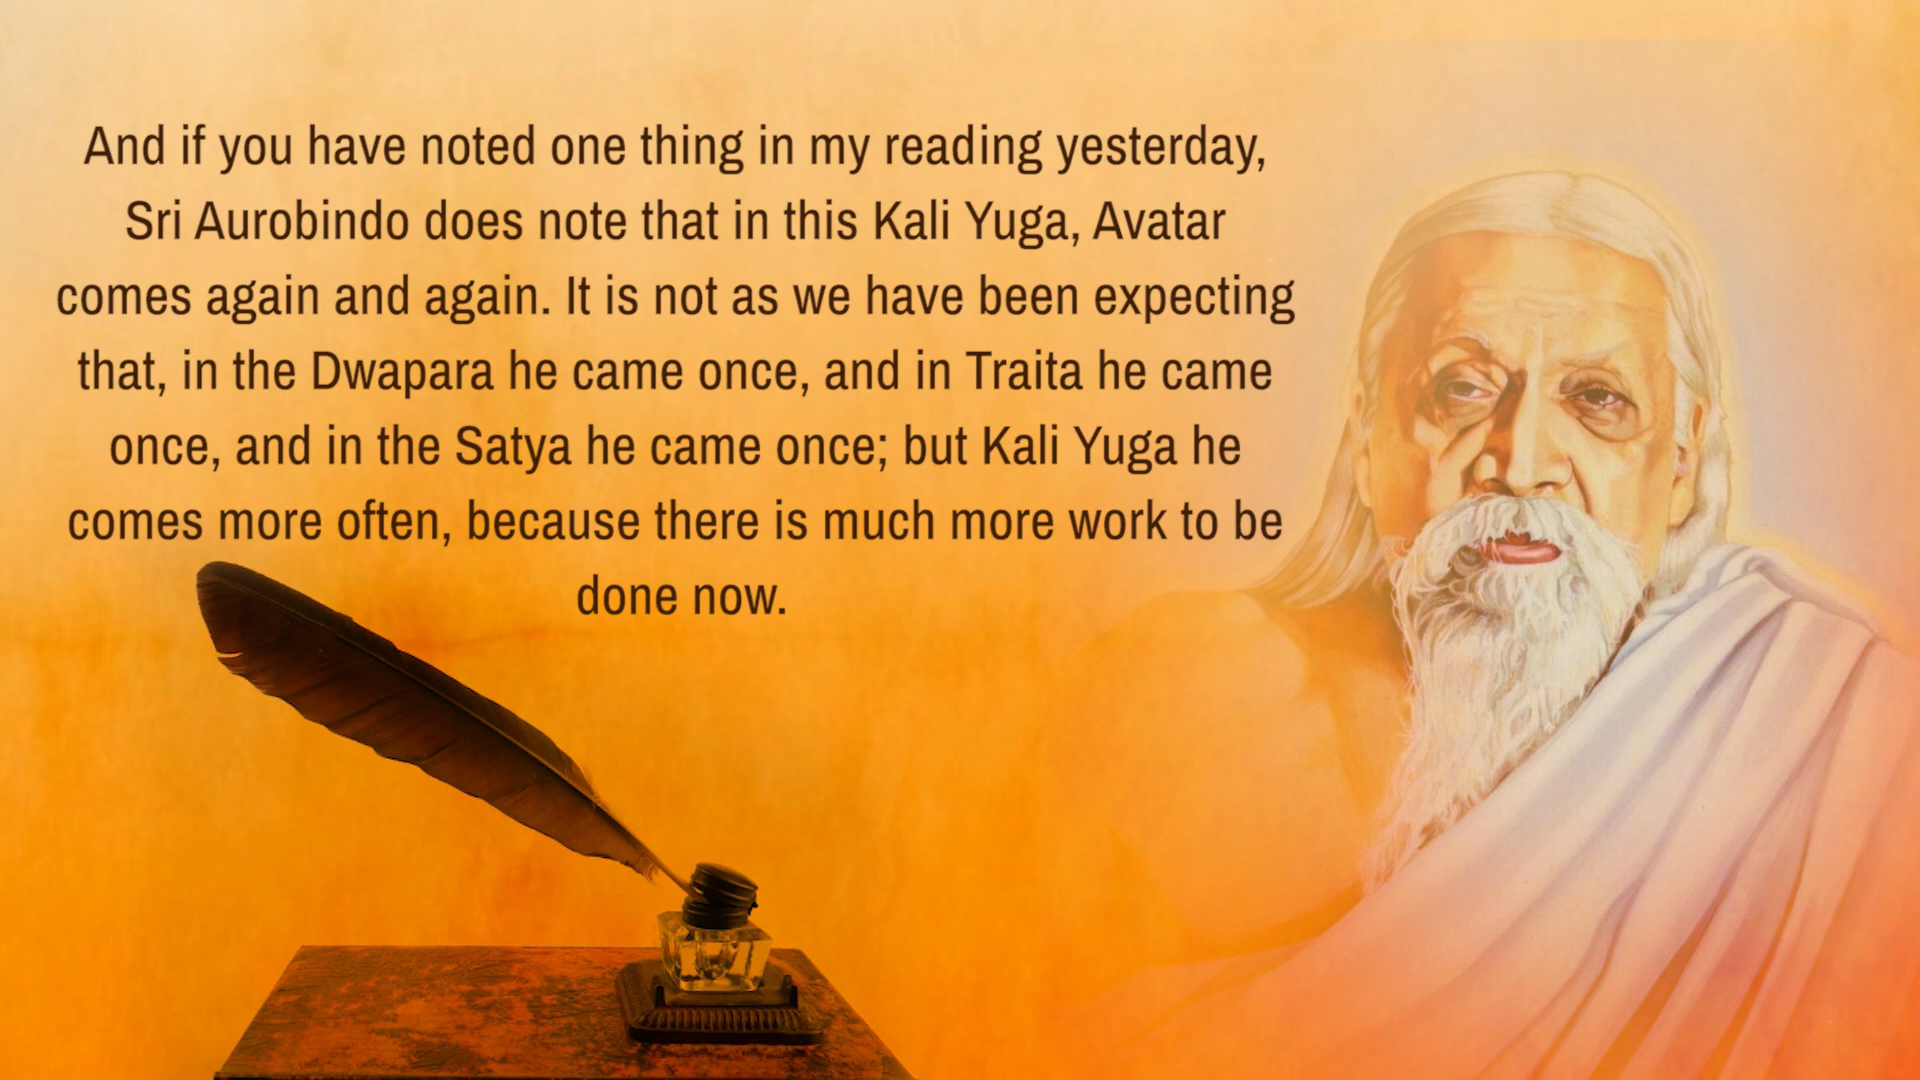 And if you have noted one thing in my reading yesterday,
Sri Aurobindo does note that in this Kali Yuga, Avatar
comes again and again. It is not as we have been expecting
that, in the Dwapara he came once, and in Traita he came
once, and in the Satya he came once; but Kali Yuga he
comes more often, because there is much more work to be
done now.